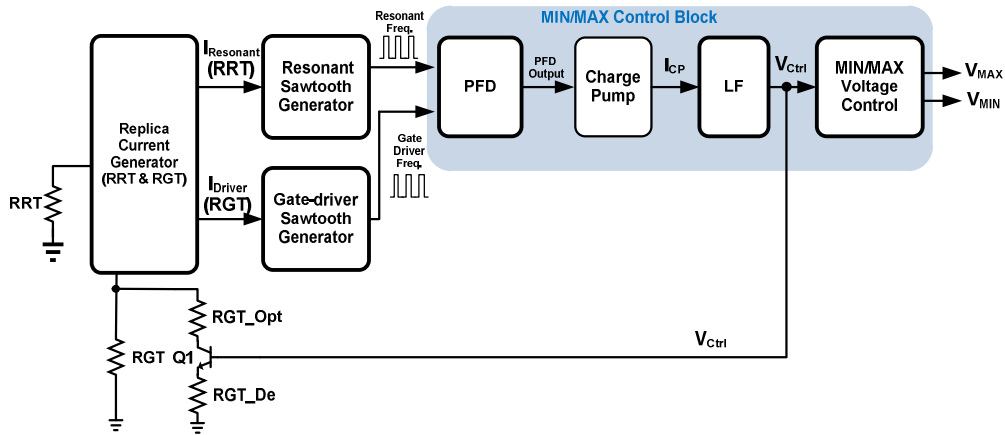 MIN/MAX Control Block
Resonant
Freq.
IResonant
(RRT)
Replica
Current
Generator
(RRT & RGT)
Resonant
Sawtooth
Generator
PFD
PFD
Output
Charge
Pump
ICP
LF
VCtrl
MIN/MAX
Voltage
Control
VMAX
VMIN
Gate
Driver
Freq.
RRT
IDriver
(RGT)
Gate-driver
Sawtooth
Generator
RGT_Opt
RGT
Q1
RGT_De
VCtrl